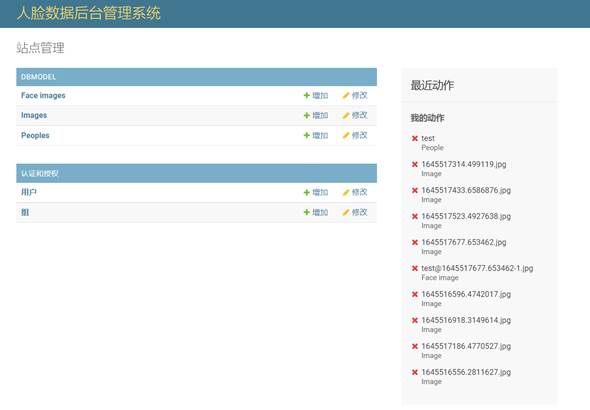 人脸数据后台管理系统
站点管理
DBMODEL
Face images 增加 修改
Images 增加 修改
Peoples 增加 修改
认证和授权
用户 增加 修改
组 增加 修改
最近动作
我的动作
test
People
1645517314.499119.jpg
Image
1645517433.6586876.jpg
Image
1645517523.4927638.jpg
Image
1645517677.653462.jpg
Image
test@1645517677.653462-1.jpg
Face image
1645516596.4742017.jpg
Image
1645516918.3149614.jpg
Image
1645517186.4770527.jpg
Image
1645516556.2811627.jpg
Image